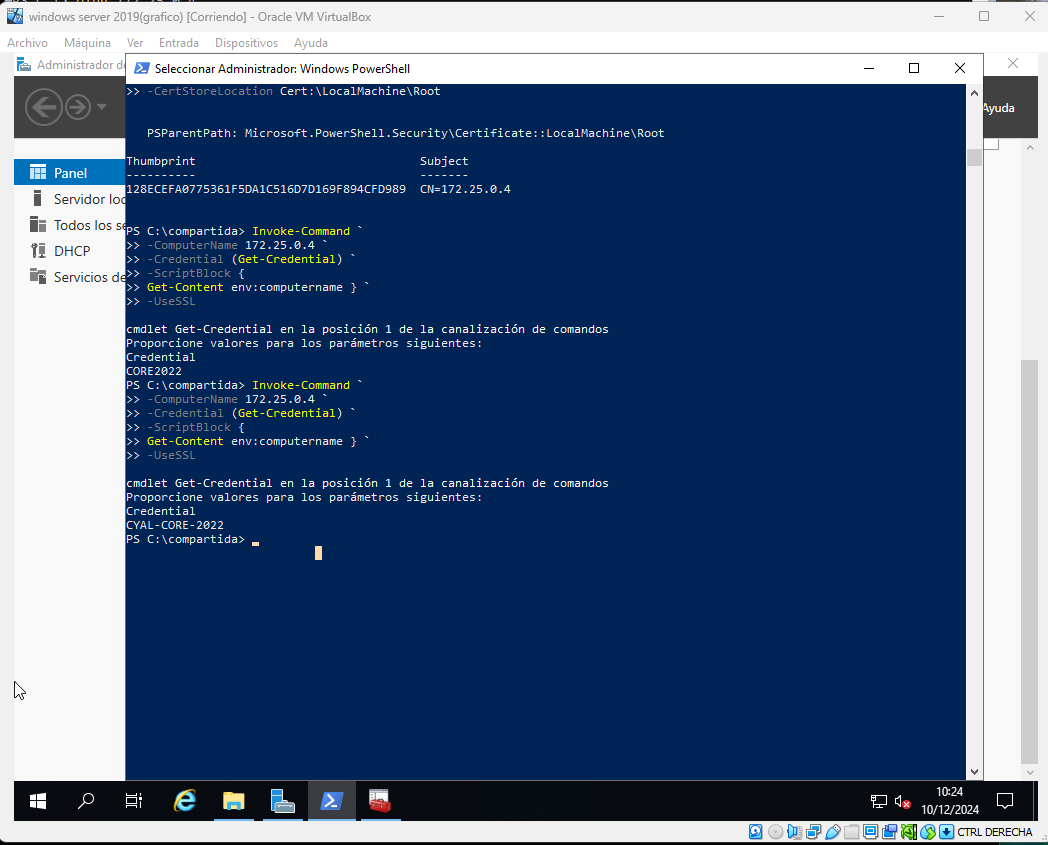 windows server 2019(grafico) [Corriendo] - Oracle VM VirtualBox
Archivo Máquina Ver Entrada Dispositivos Ayuda
Administrador de
Seleccionar Administrador: Windows PowerShell
Ayuda
Panel
Servidor loc
Todos los se
DHCP
Servicios de
>> -CertStoreLocation Cert:\LocalMachine\Root
PSParentPath: Microsoft.PowerShell.Security\Certificate::LocalMachine\Root
Thumbprint Subject
---------- -------
128ECEFA0775361F5DA1C516D7D169F894CFD989 CN=172.25.0.4
PS C:\compartida> Invoke-Command `
>> -ComputerName 172.25.0.4 `
>> -Credential (Get-Credential) `
>> -ScriptBlock {
>> Get-Content env:computername } `
>> -UseSSL
cmdlet Get-Credential en la posición 1 de la canalización de comandos
Proporcione valores para los parámetros siguientes:
Credential
CORE2022
PS C:\compartida> Invoke-Command `
>> -ComputerName 172.25.0.4 `
>> -Credential (Get-Credential) `
>> -ScriptBlock {
>> Get-Content env:computername } `
>> -UseSSL
cmdlet Get-Credential en la posición 1 de la canalización de comandos
Proporcione valores para los parámetros siguientes:
Credential
CYAL-CORE-2022
PS C:\compartida>
10:24
10/12/2024
CTRL DERECHA